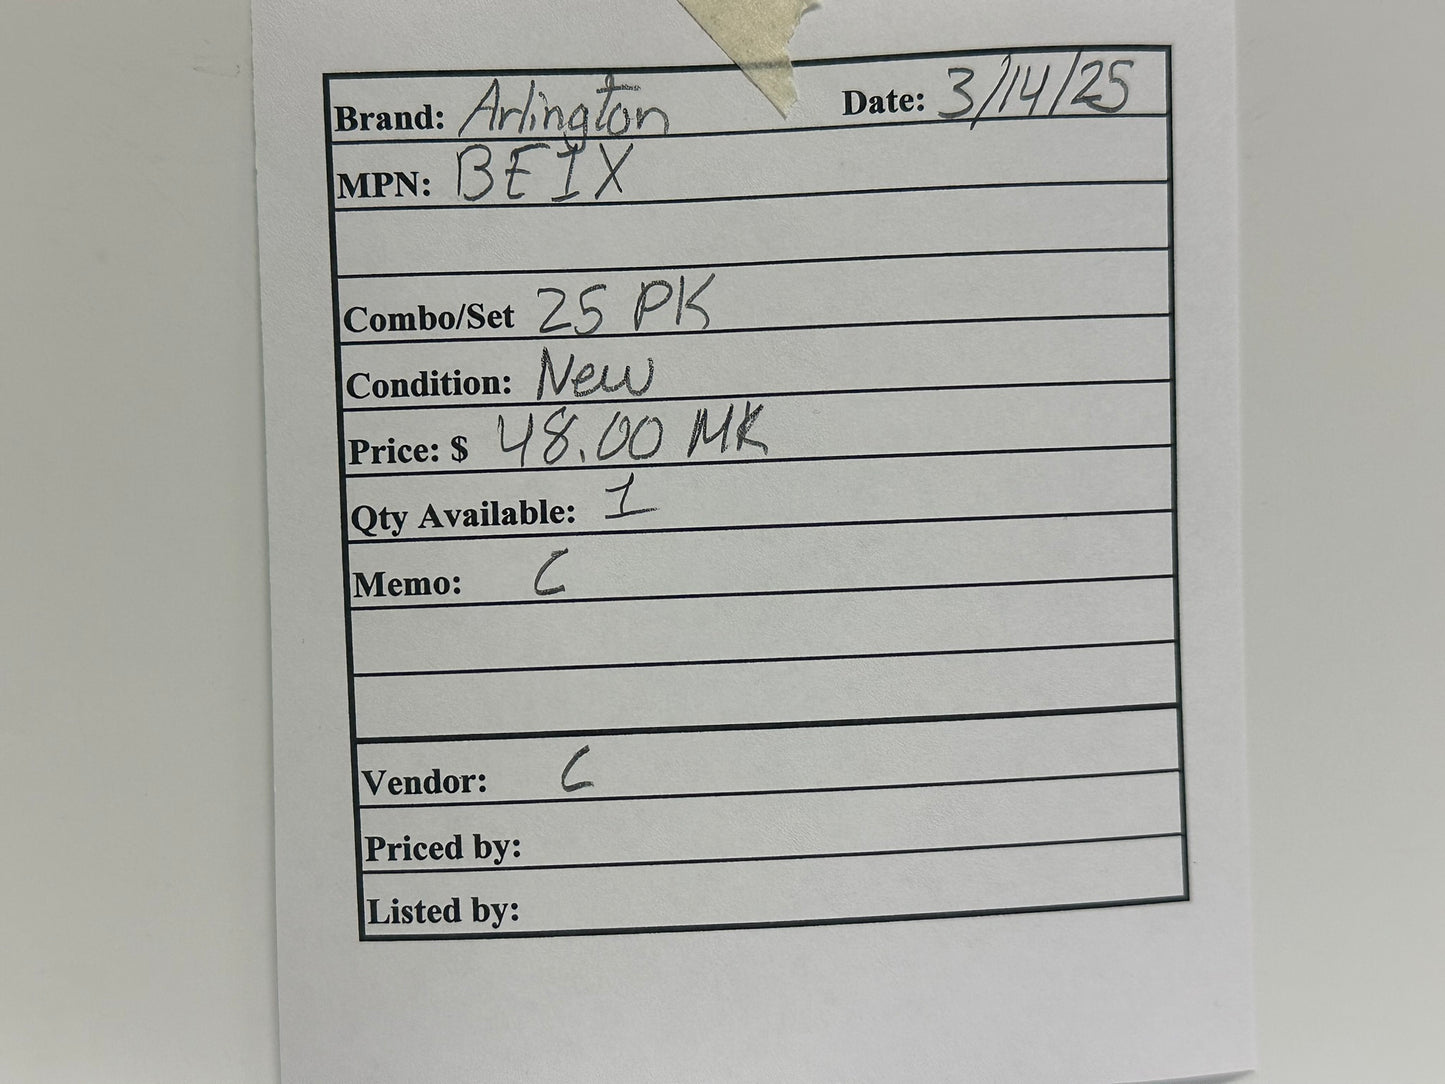 Brand: Arlington Date: 3/14/25
MPN: BEIX
Combo/Set 25 PK
Condition: New
Price: $ 48.00 MK
Qty Available: 1
Memo: C
Vendor: C
Priced by:
Listed by: